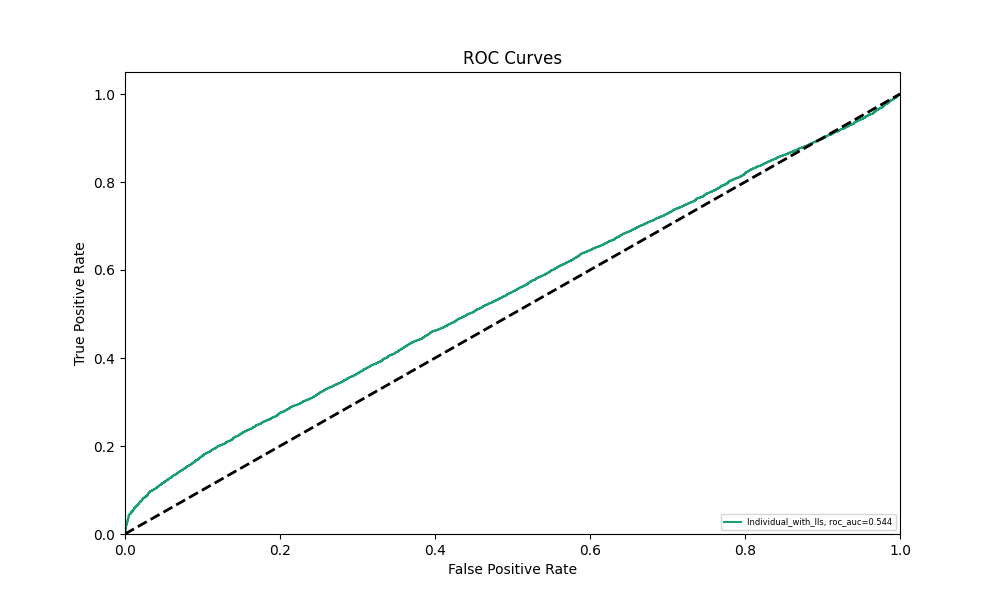 ROC Curves
1.0
0.8
0.6
0.4
0.2
0.0
True Positive Rate
Individual_with_lls, roc_auc=0.544
0.0 0.2 0.4 0.6 0.8 1.0
False Positive Rate